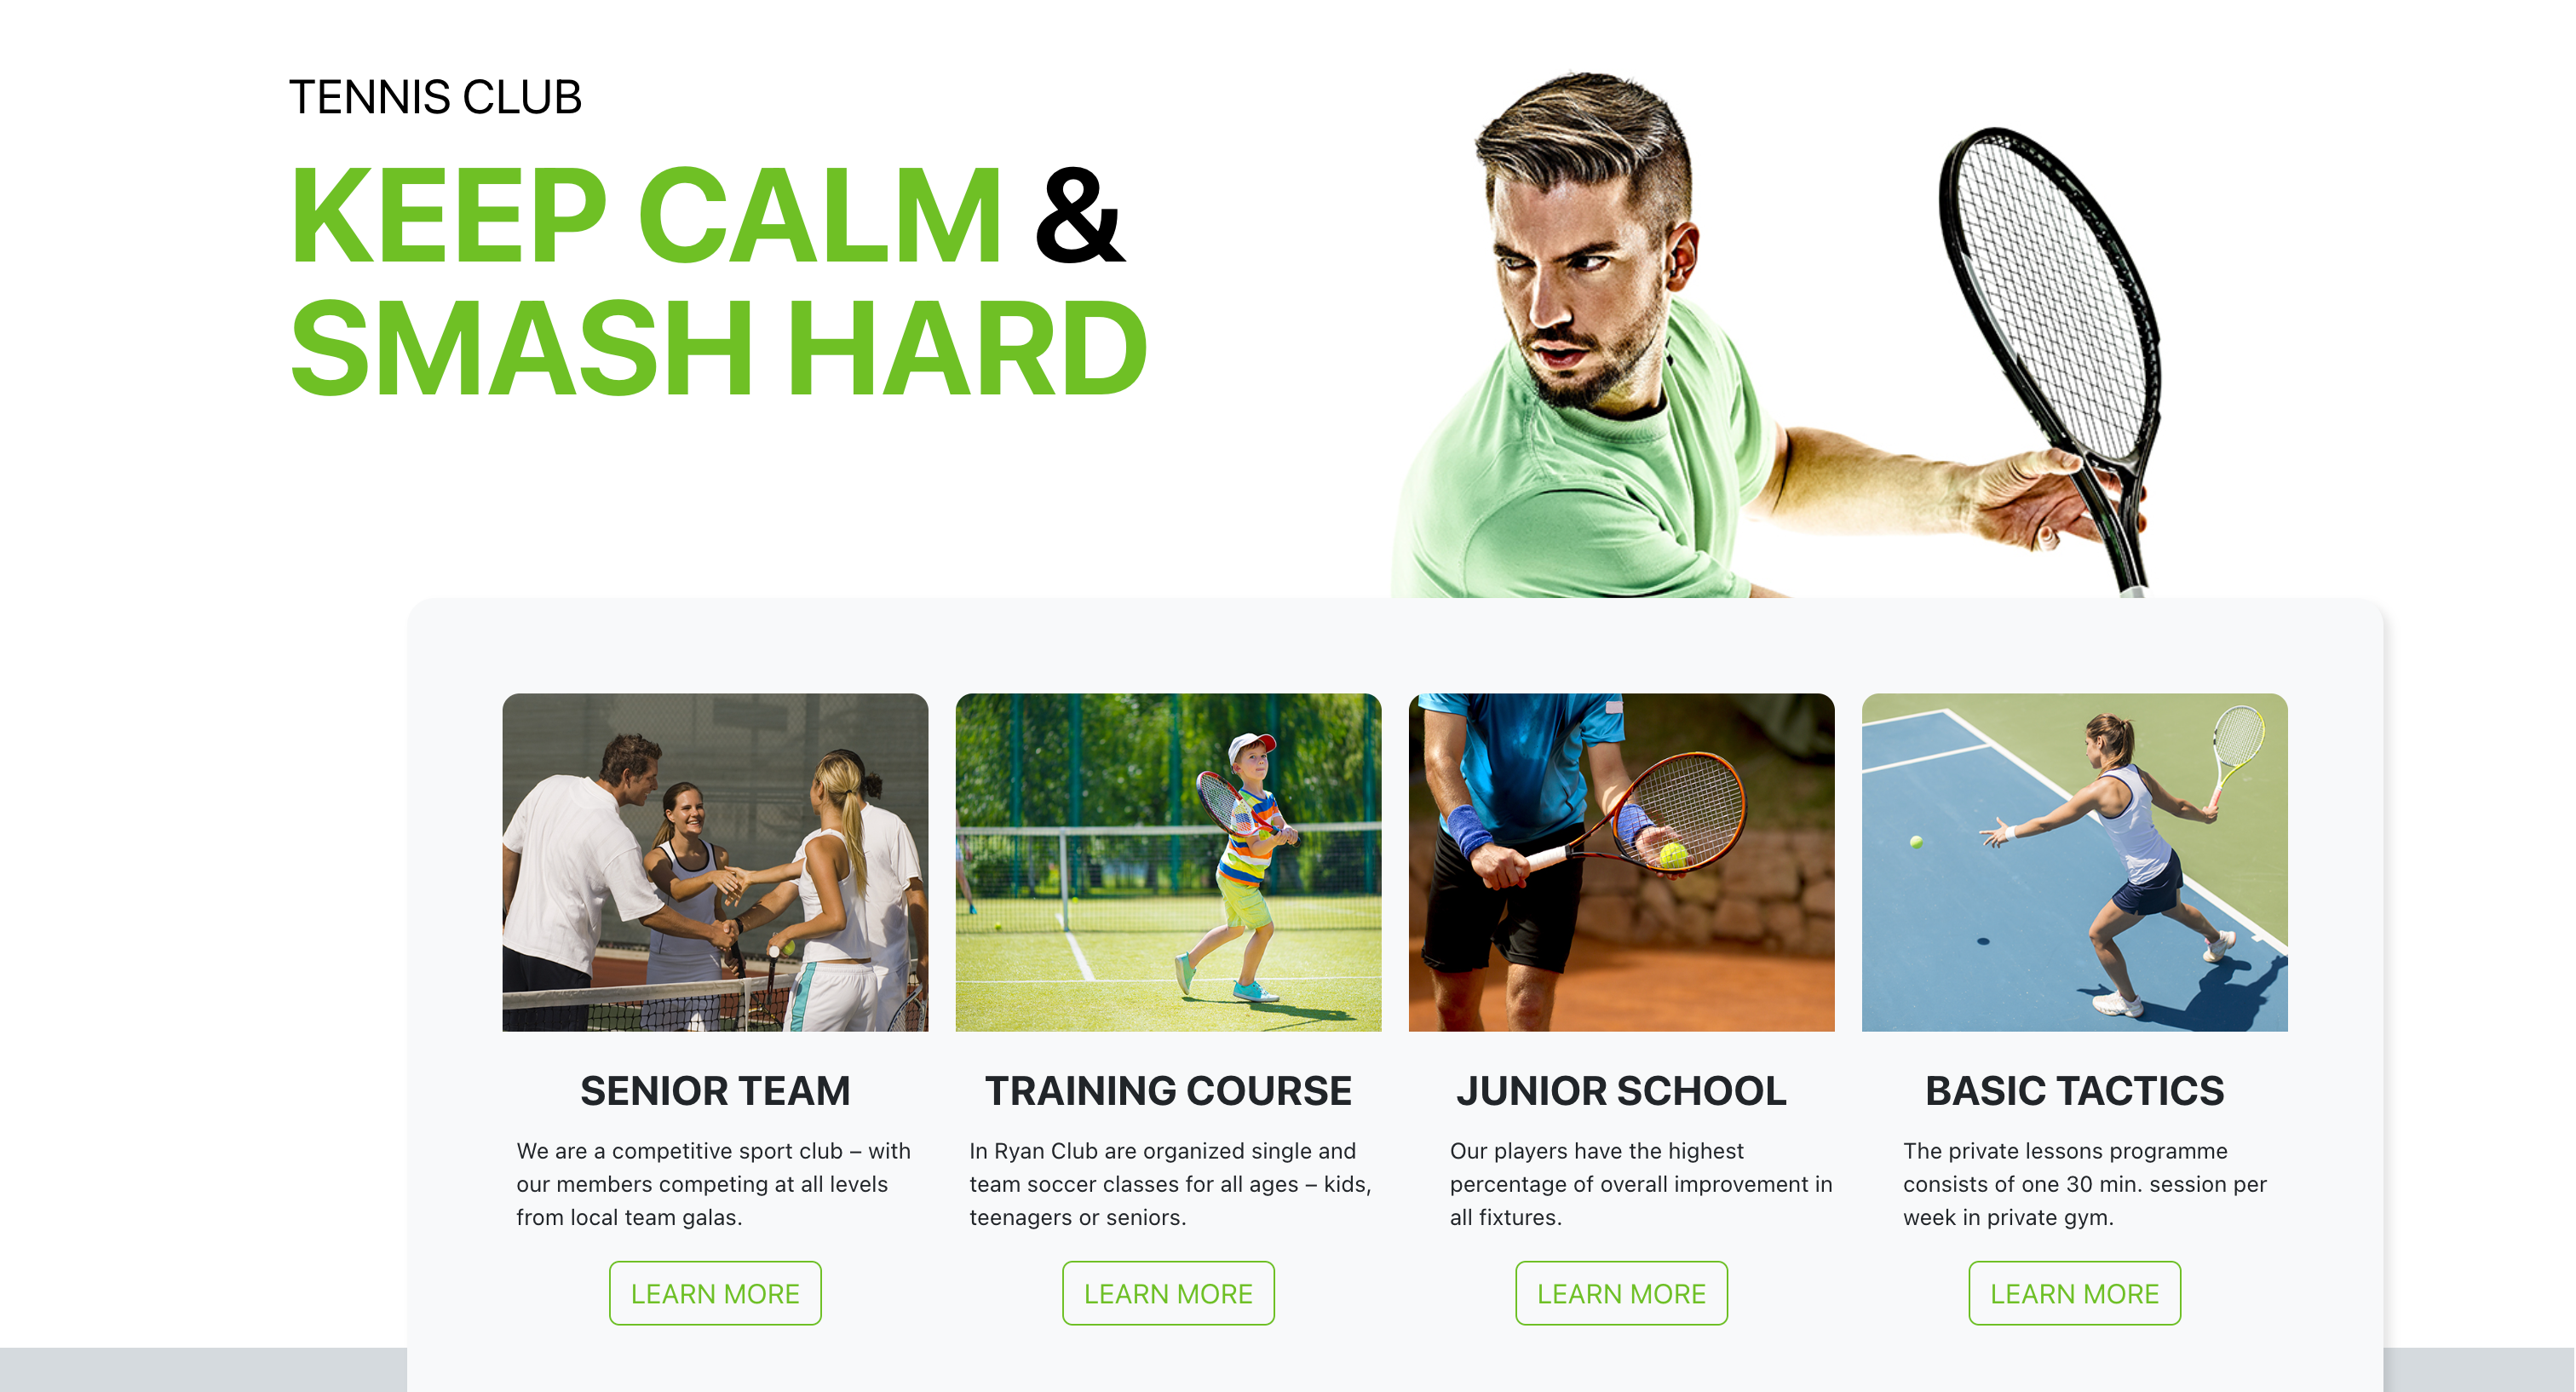 TENNIS CLUB
KEEP CALM &
SMASH HARD
SENIOR TEAM
We are a competitive sport club – with
our members competing at all levels
from local team galas.
LEARN MORE
TRAINING COURSE
In Ryan Club are organized single and
team soccer classes for all ages – kids,
teenagers or seniors.
LEARN MORE
JUNIOR SCHOOL
Our players have the highest
percentage of overall improvement in
all fixtures.
LEARN MORE
BASIC TACTICS
The private lessons programme
consists of one 30 min. session per
week in private gym.
LEARN MORE